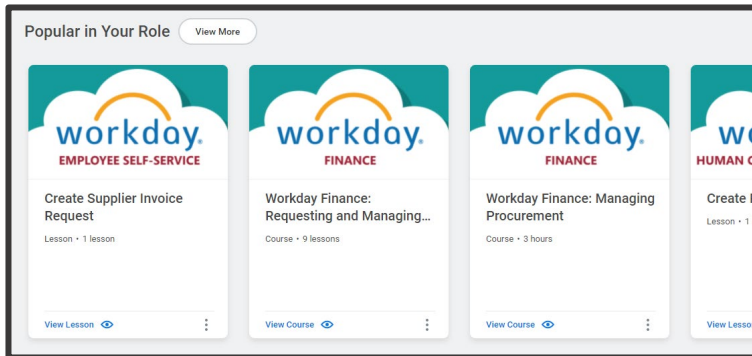 Popular in Your Role
View More
workday.
EMPLOYEE SELF-SERVICE
Create Supplier Invoice
Request
Lesson • 1 lesson
View Lesson
workday.
FINANCE
Workday Finance:
Requesting and Managing...
Course • 9 lessons
View Course
workday.
FINANCE
Workday Finance: Managing
Procurement
Course • 3 hours
View Course
HUMAN
Create
Lesson • 1
View